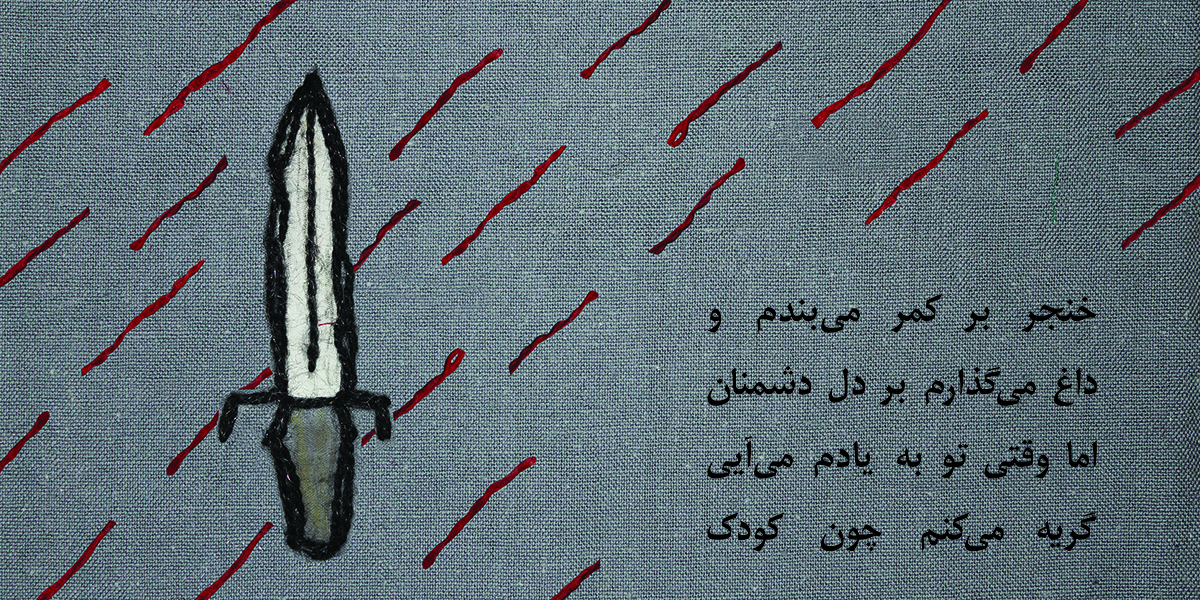 خنجر بر کمر می‌بندم و
داغ می‌گذارم بر دل دشمنان
اما وقتی تو به یادم می‌آیی
گریه می‌کنم چون کودک